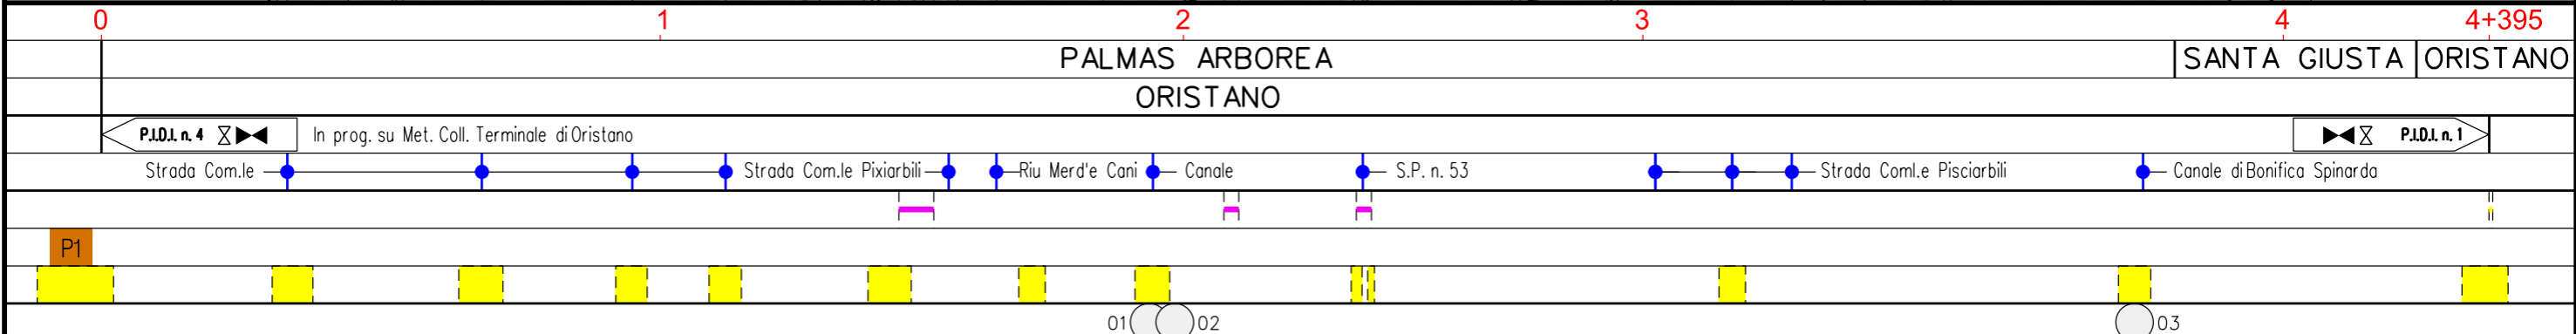 0 1 2 3 4 4+395
PALMAS ARBOREA SANTA GIUSTA ORISTANO
ORISTANO
P.I.D.I. n. 4 In prog. su Met. Coll. Terminale di Oristano P.I.D.I. n. 1
Strada Com.le Strada Com.le Pixiarbili Riu Merd'e Cani Canale S.P. n. 53 Strada Coml.e Pisciarbili Canale di Bonifica Spinarda
P1
01 02 03